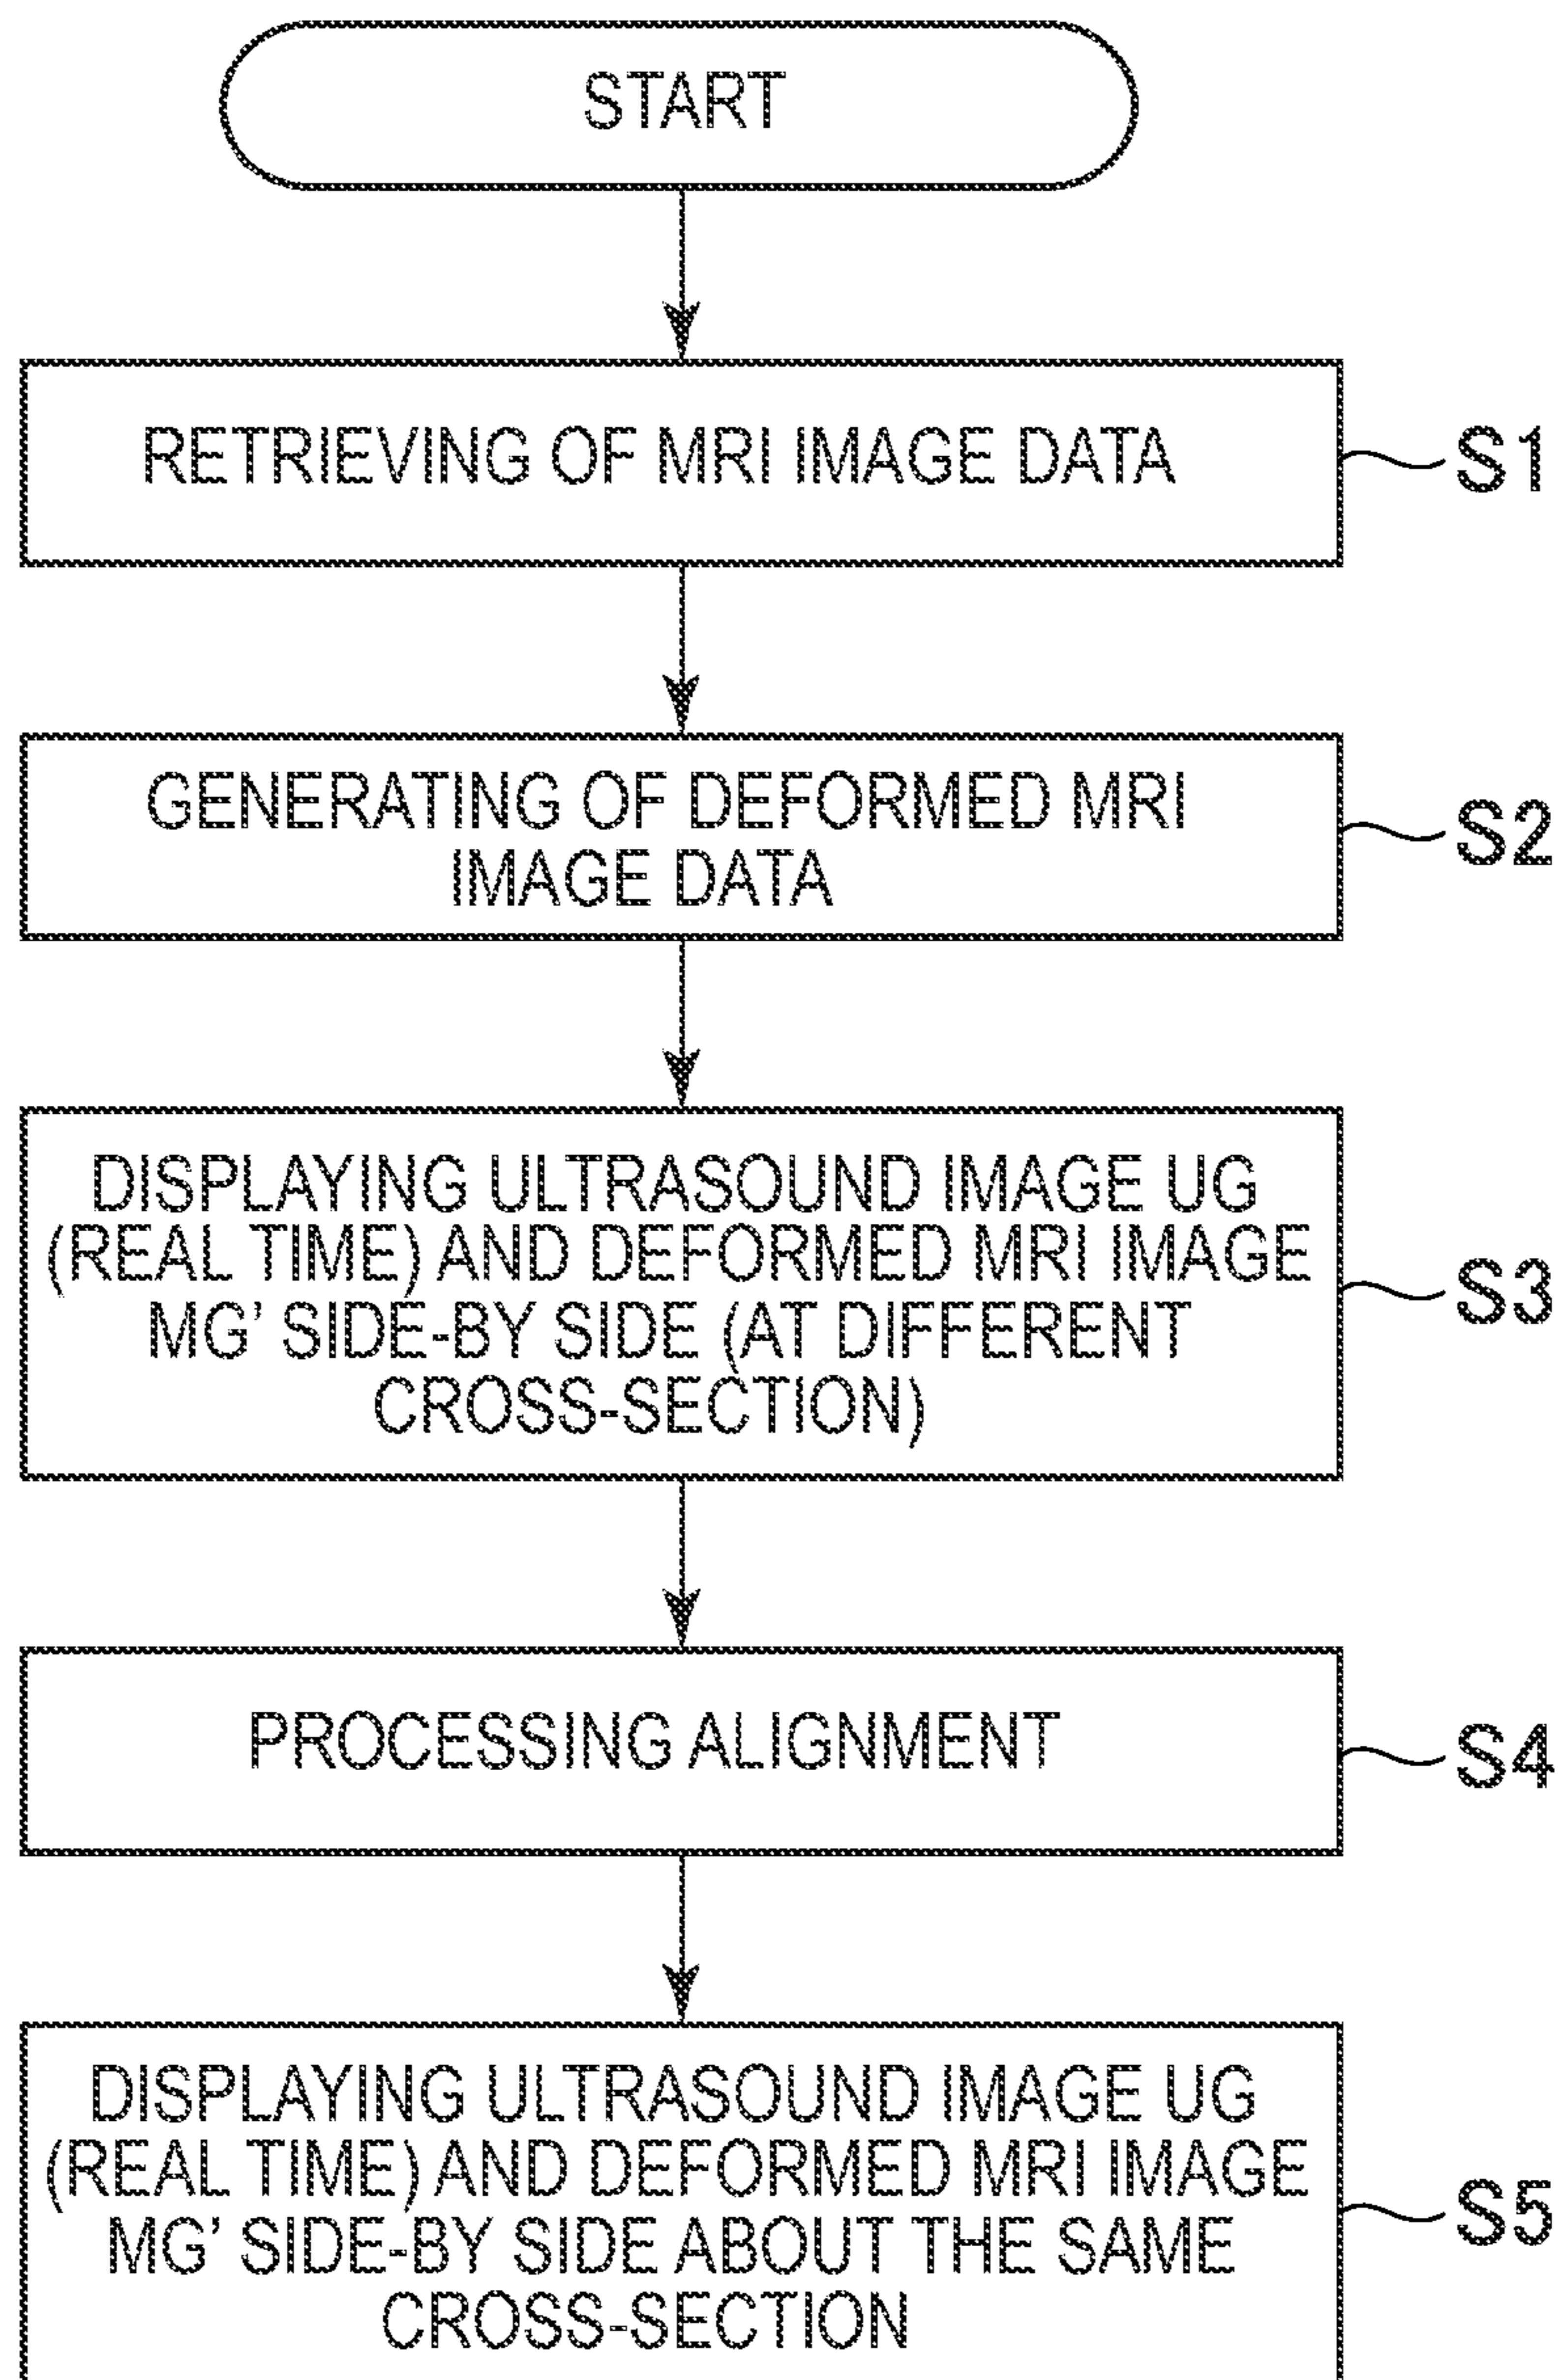 START
RETRIEVING OF MRI IMAGE DATA
S1
GENERATING OF DEFORMED MRI
IMAGE DATA
S2
DISPLAYING ULTRASOUND IMAGE UG
(REAL TIME) AND DEFORMED MRI IMAGE
MG' SIDE-BY SIDE (AT DIFFERENT
CROSS-SECTION)
S3
PROCESSING ALIGNMENT
S4
DISPLAYING ULTRASOUND IMAGE UG
(REAL TIME) AND DEFORMED MRI IMAGE
MG' SIDE-BY SIDE ABOUT THE SAME
CROSS-SECTION
S5